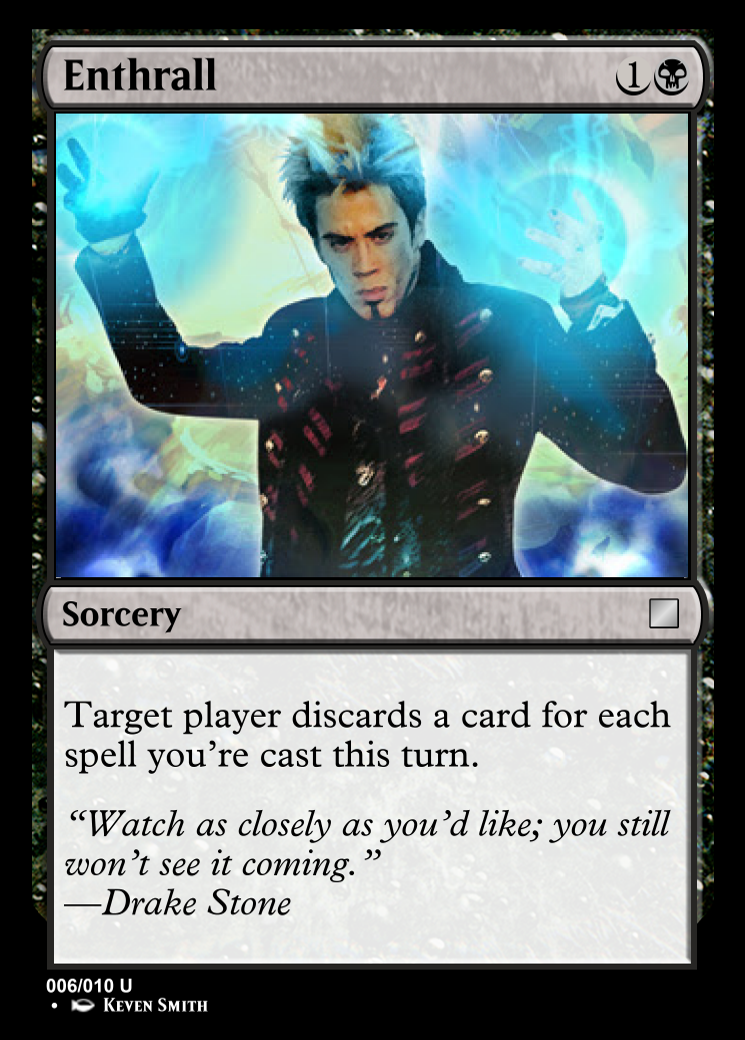 Enthrall 1
Sorcery
Target player discards a card for each
spell you're cast this turn.
“Watch as closely as you'd like; you still
won't see it coming.”
—Drake Stone
006/010 U
• Keven Smith